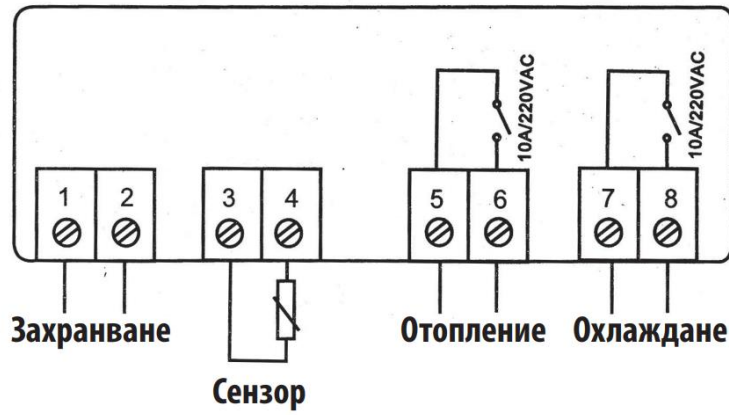 10A/220VAC
10A/220VAC
1 2 3 4 5 6 7 8
Захранване
Отопление
Охлаждане
Сензор